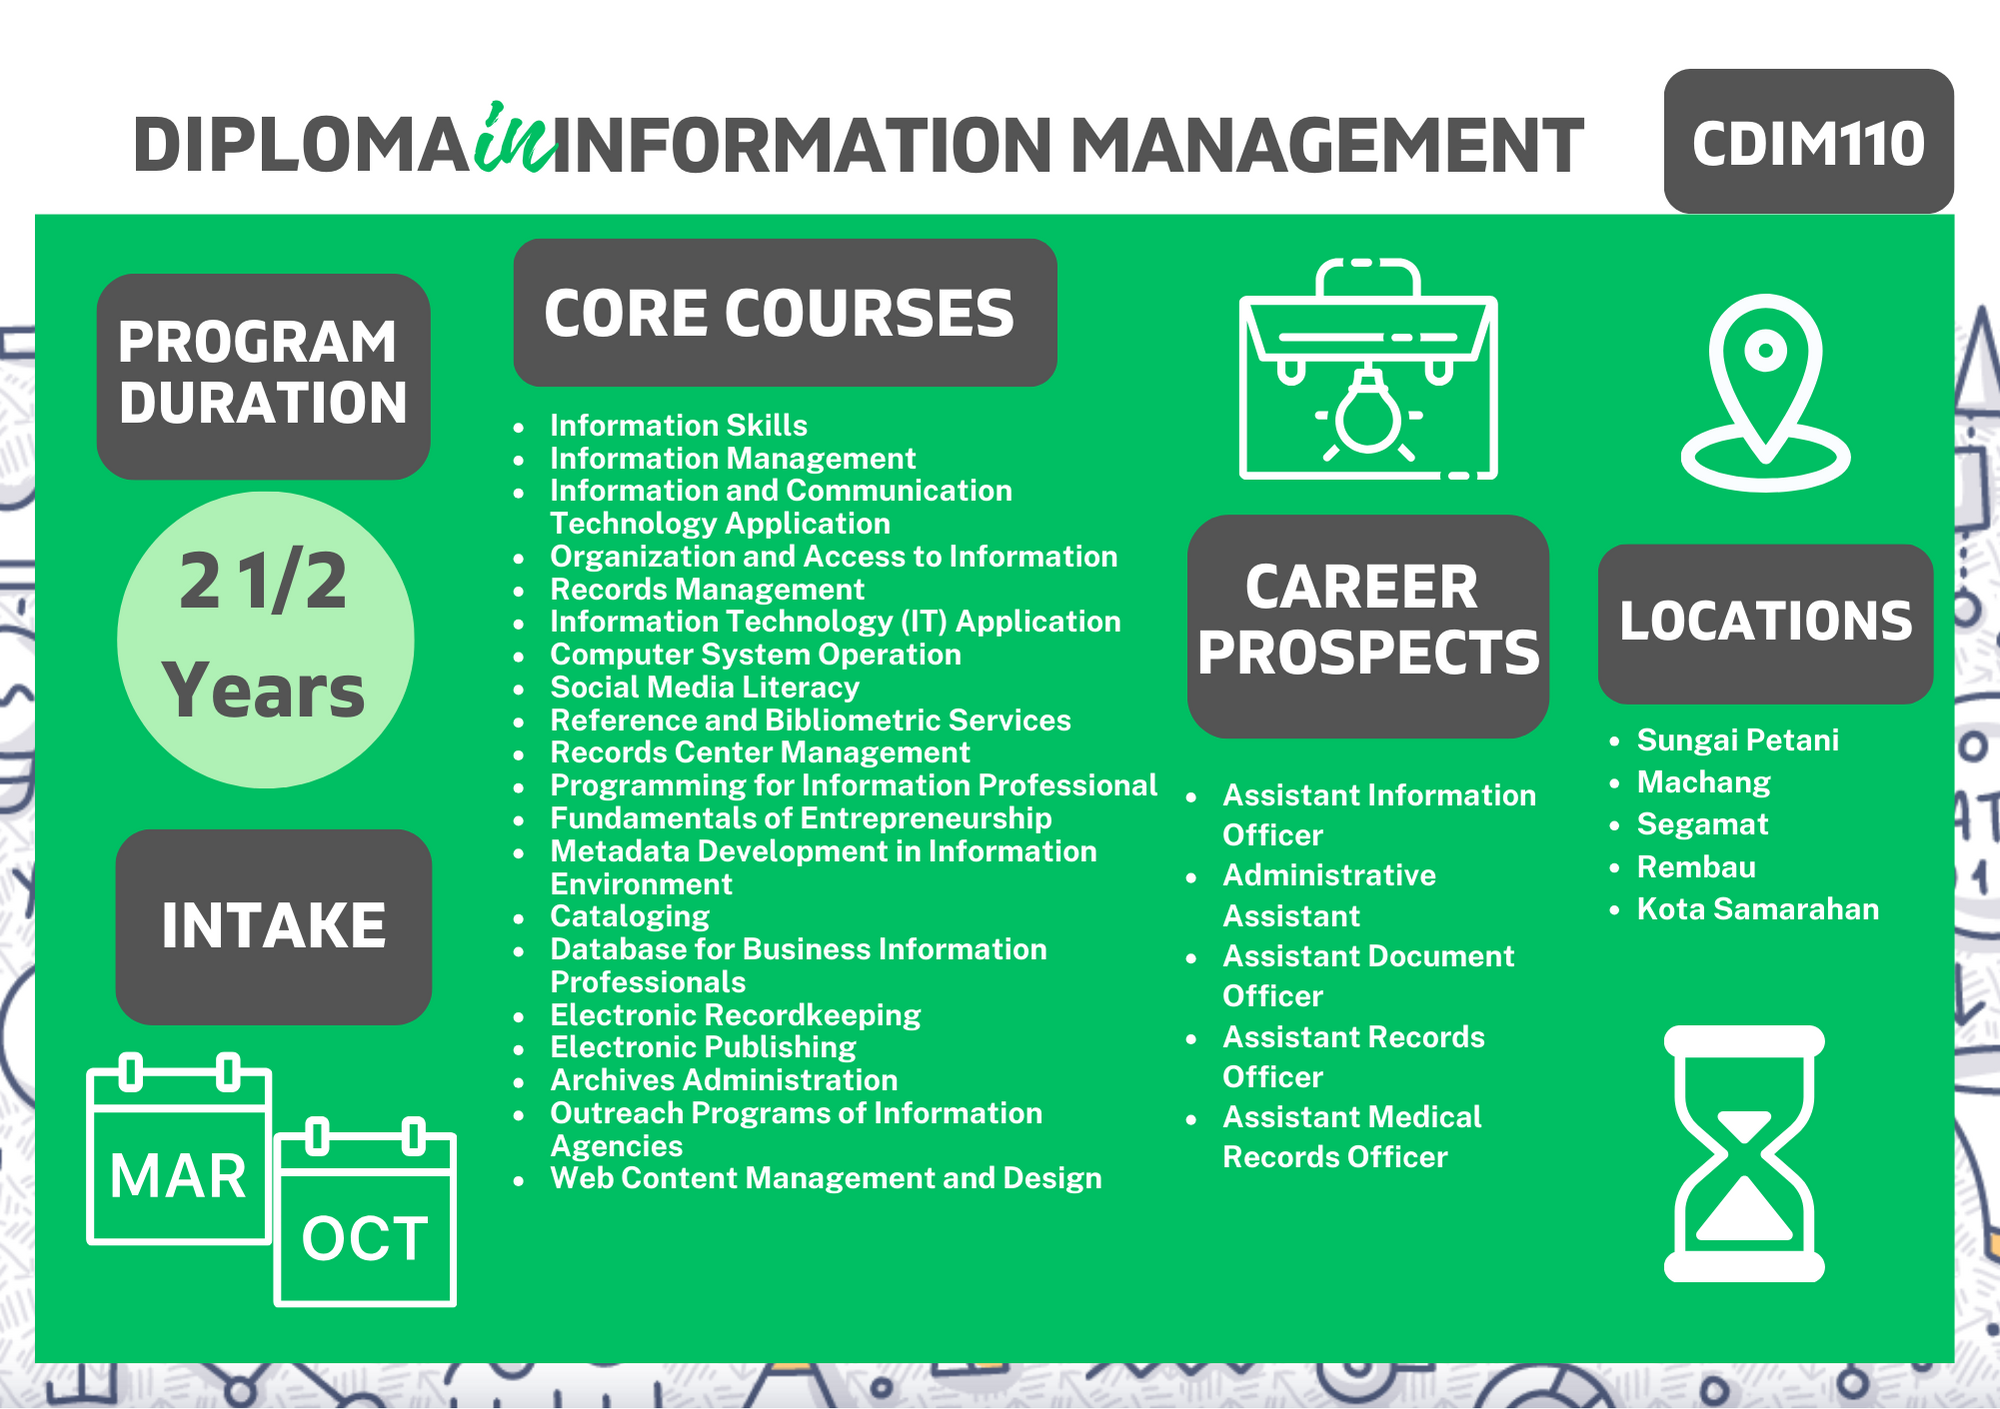 DIPLOMA in INFORMATION MANAGEMENT
CDIM110
PROGRAM
DURATION
2 1/2
Years
INTAKE
MAR
OCT
CORE COURSES
• Information Skills
• Information Management
• Information and Communication
Technology Application
• Organization and Access to Information
• Records Management
• Information Technology (IT) Application
• Computer System Operation
• Social Media Literacy
• Reference and Bibliometric Services
• Records Center Management
• Programming for Information Professional
• Fundamentals of Entrepreneurship
• Metadata Development in Information
Environment
• Cataloging
• Database for Business Information
Professionals
• Electronic Recordkeeping
• Electronic Publishing
• Archives Administration
• Outreach Programs of Information
Agencies
• Web Content Management and Design
CAREER
PROSPECTS
• Assistant Information
Officer
• Administrative
Assistant
• Assistant Document
Officer
• Assistant Records
Officer
• Assistant Medical
Records Officer
LOCATIONS
• Sungai Petani
• Machang
• Segamat
• Rembau
• Kota Samarahan